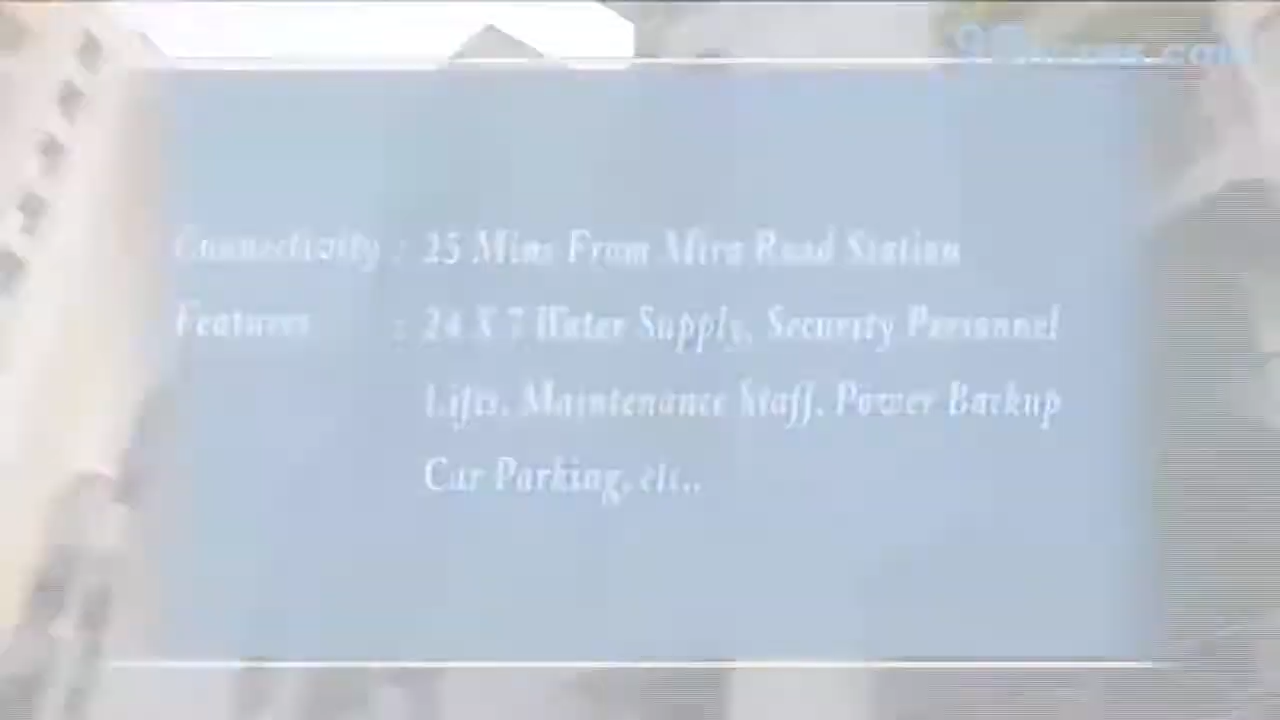 Connectivity : 25 Mins From Mira Road Station
Features : 24 X 7 Water Supply, Security Personnel
Lifts, Maintenance Staff, Power Backup
Car Parking, etc..